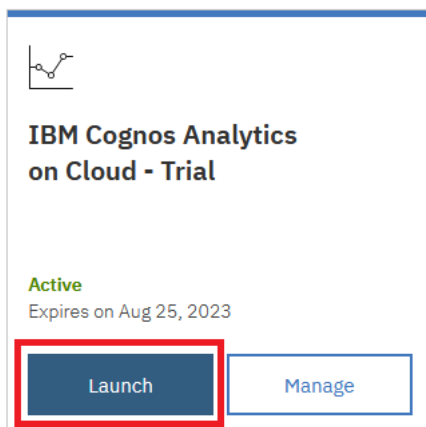 IBM Cognos Analytics
on Cloud - Trial
Active
Expires on Aug 25, 2023
Launch
Manage